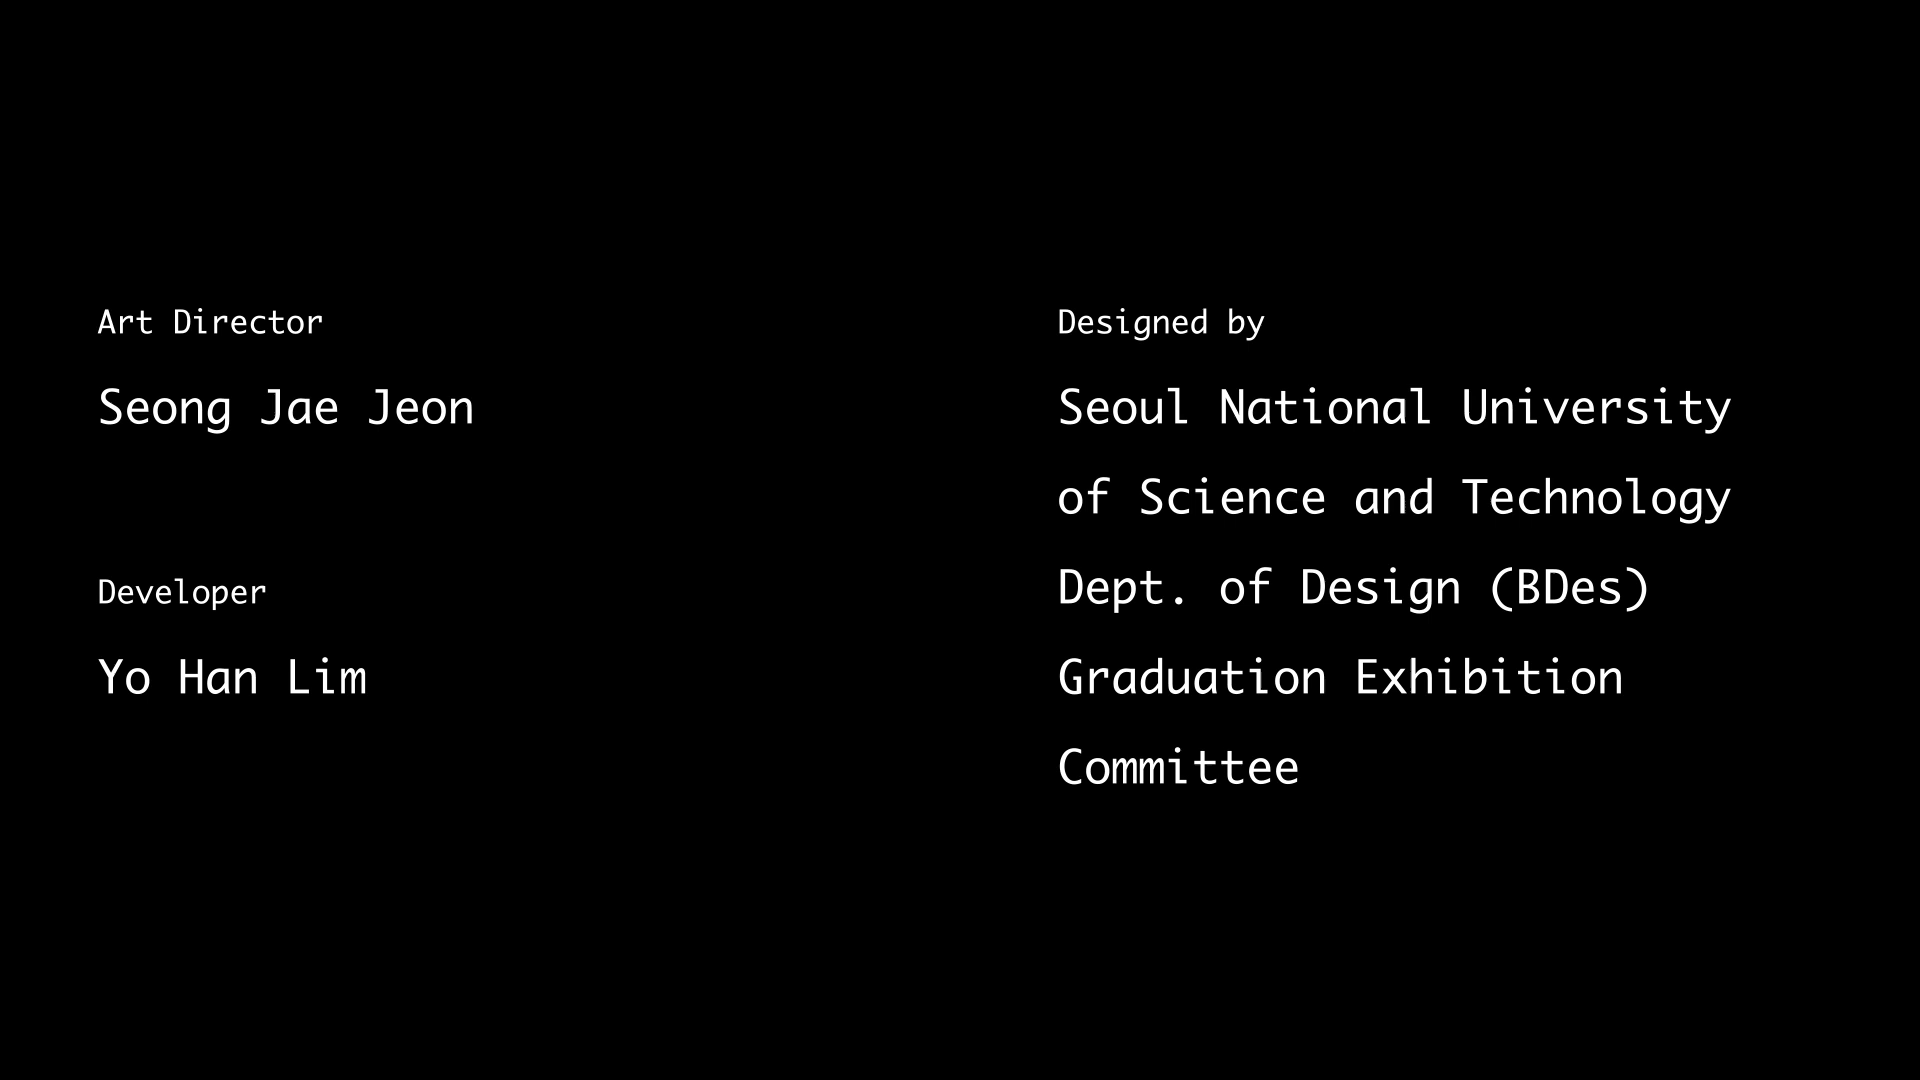 Art Director
Seong Jae Jeon
Developer
Yo Han Lim
Designed by
Seoul National University
of Science and Technology
Dept. of Design (BDes)
Graduation Exhibition
Committee